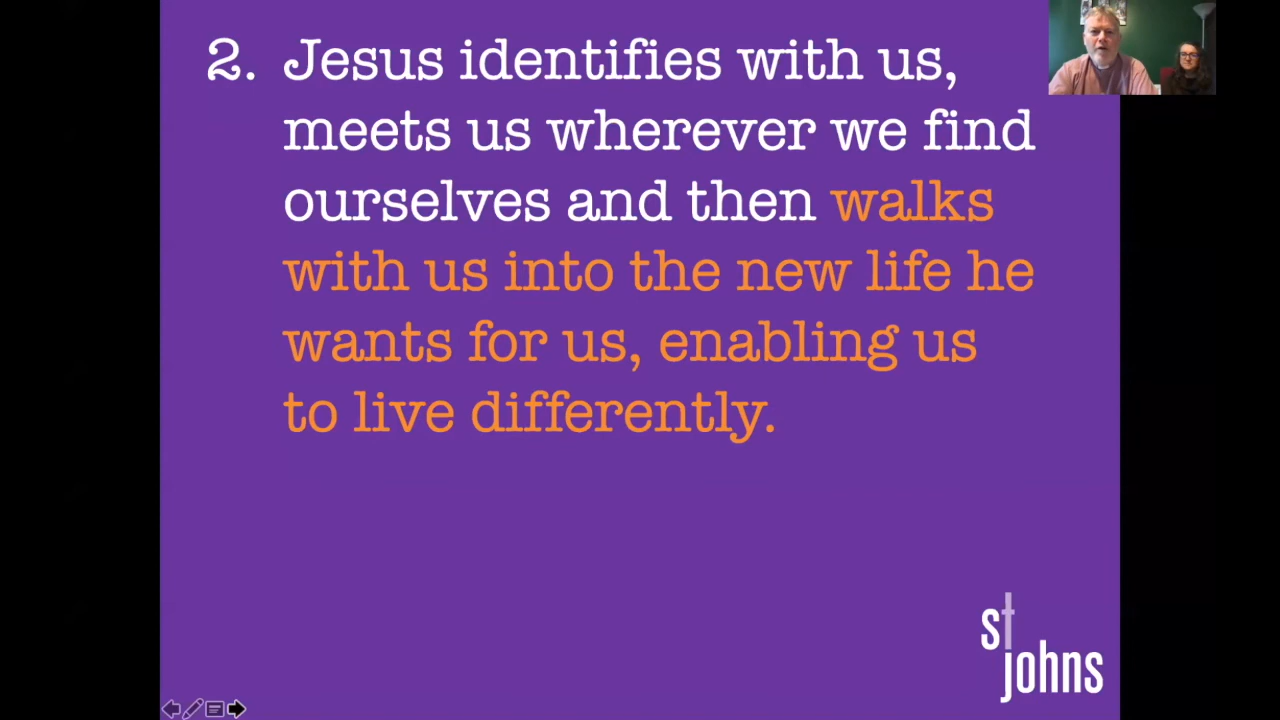 2. Jesus identifies with us,
meets us wherever we find
ourselves and then walks
with us into the new life he
wants for us, enabling us
to live differently.
st
johns